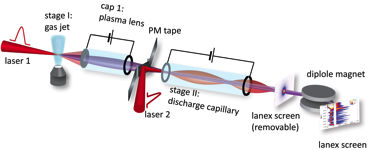 stage I:
gas jet
cap 1:
plasma lens
PM tape
laser 1
laser 2
stage II:
discharge capillary
diplole magnet
lanex screen
(removable)
lanex screen